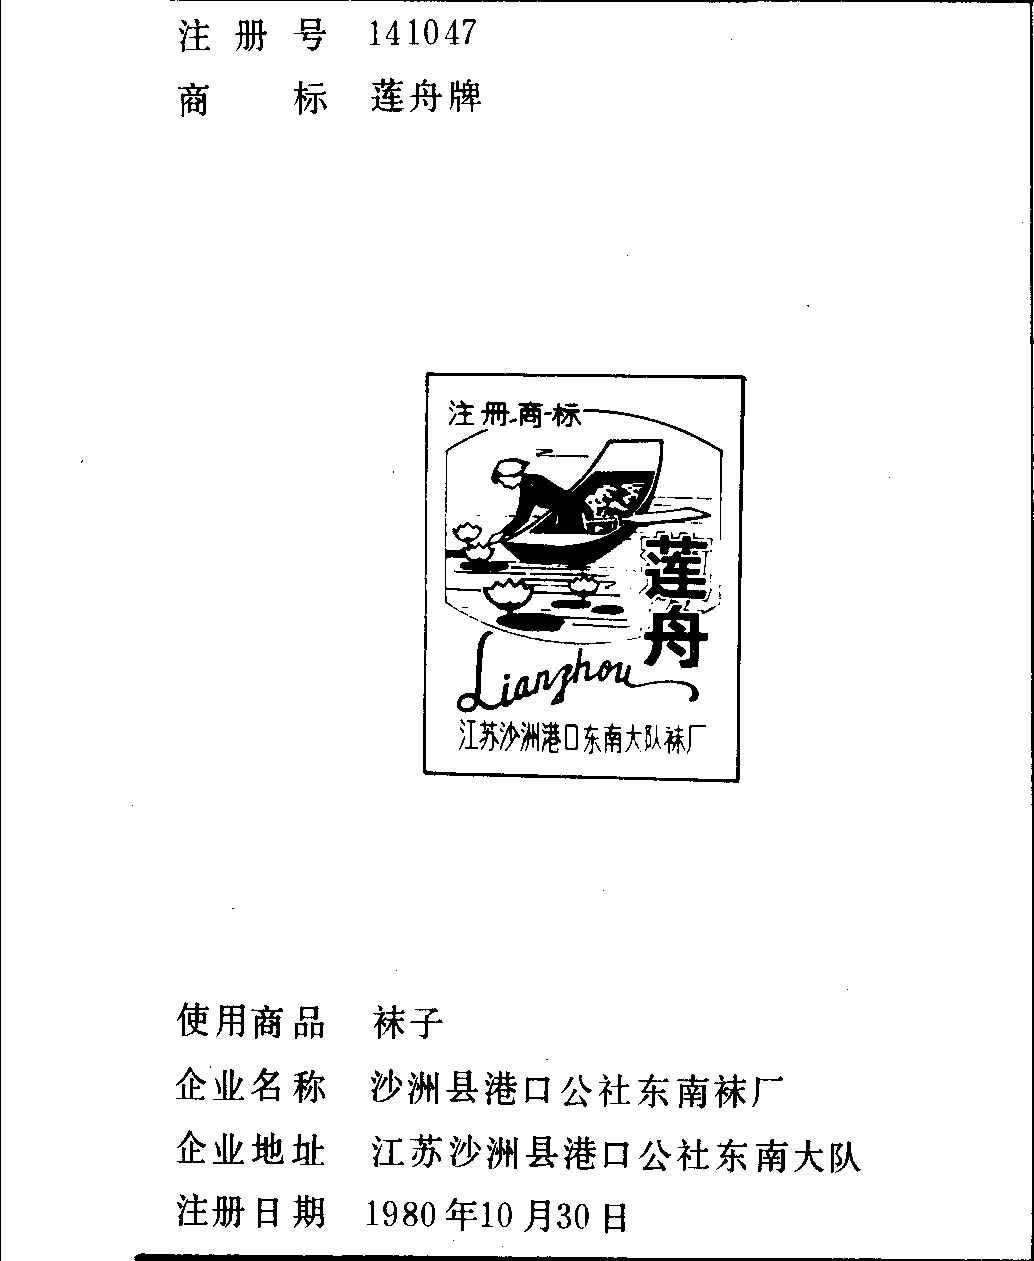 注册号 141047
商标 莲舟牌
注册商标
莲舟
Lianzhou
江苏沙洲港口东南大队袜厂
使用商品 袜子
企业名称 沙洲县港口公社东南袜厂
企业地址 江苏沙洲县港口公社东南大队
注册日期 1980年10月30日